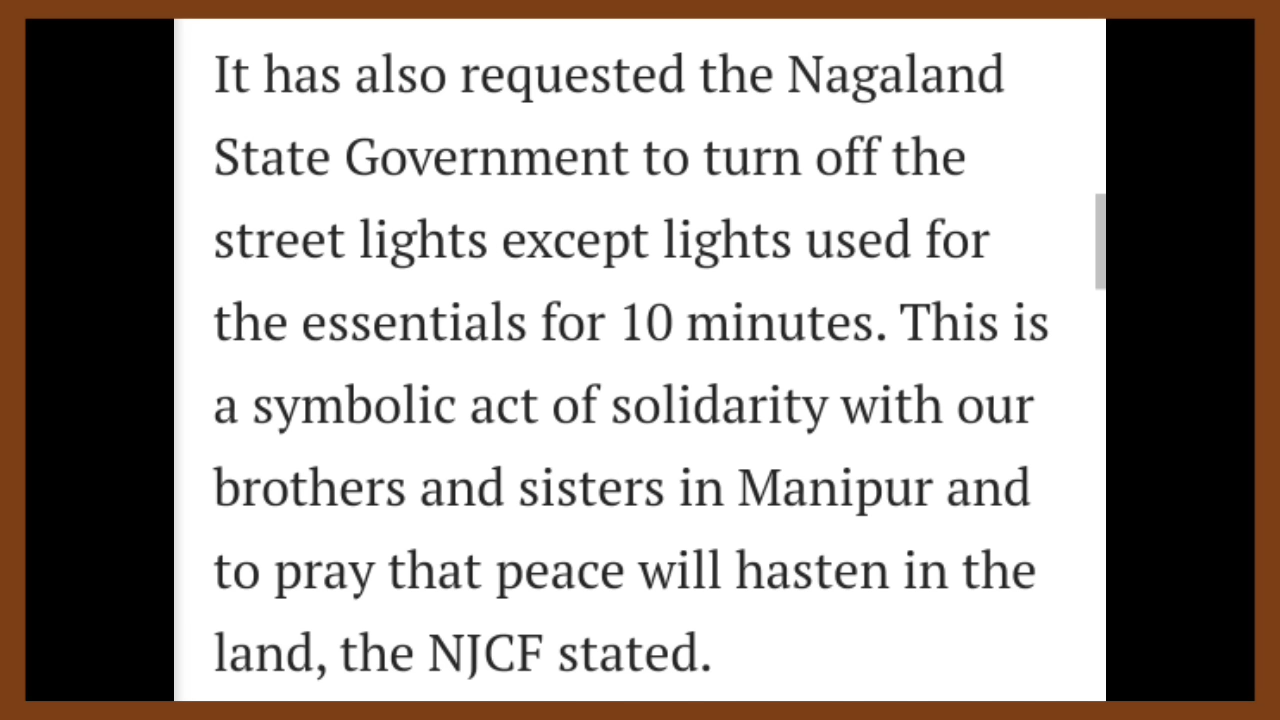 It has also requested the Nagaland
State Government to turn off the
street lights except lights used for
the essentials for 10 minutes. This is
a symbolic act of solidarity with our
brothers and sisters in Manipur and
to pray that peace will hasten in the
land, the NJCF stated.